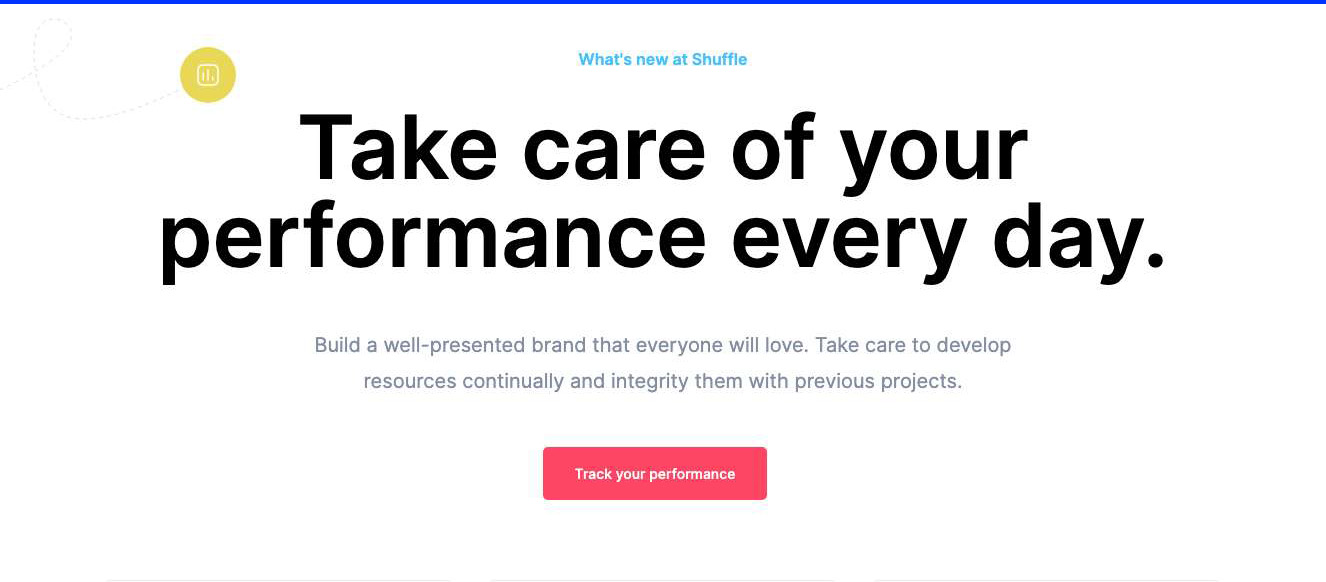 What's new at Shuffle
Take care of your
performance every day.
Build a well-presented brand that everyone will love. Take care to develop
resources continually and integrity them with previous projects.
Track your performance